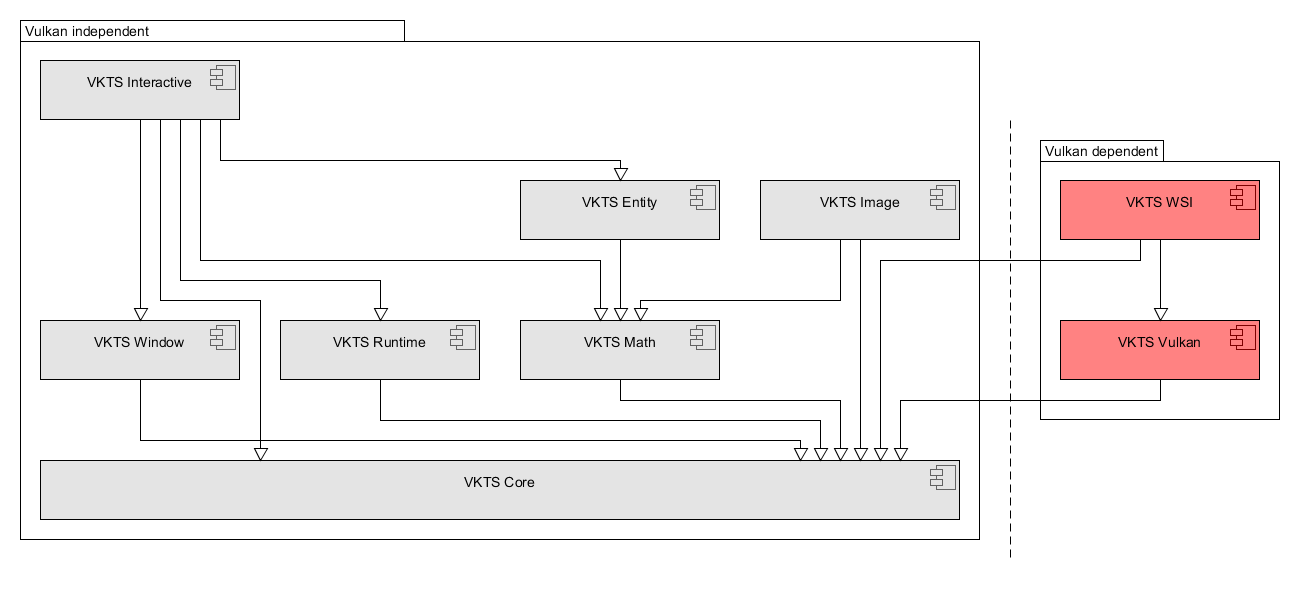 Vulkan independent
VKTS Interactive
Vulkan dependent
VKTS Entity
VKTS Image
VKTS WSI
VKTS Window
VKTS Runtime
VKTS Math
VKTS Vulkan
VKTS Core